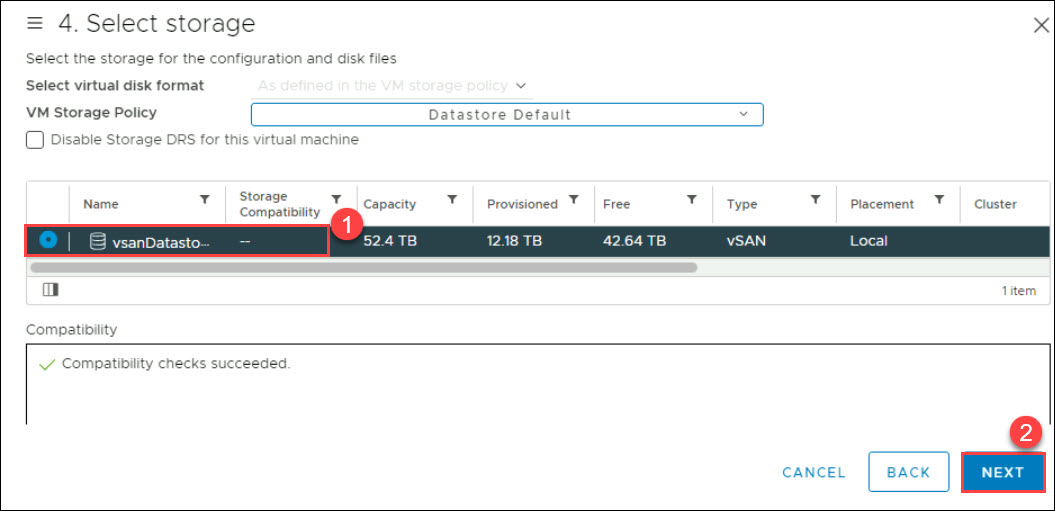 4. Select storage
Select the storage for the configuration and disk files
Select virtual disk format As defined in the VM storage policy
VM Storage Policy Datastore Default
Disable Storage DRS for this virtual machine
Name Storage Compatibility Capacity Provisioned Free Type Placement Cluster
1
vsanDatasto... -- 52.4 TB 12.18 TB 42.64 TB vSAN Local
1 item
Compatibility
Compatibility checks succeeded.
2
CANCEL BACK NEXT